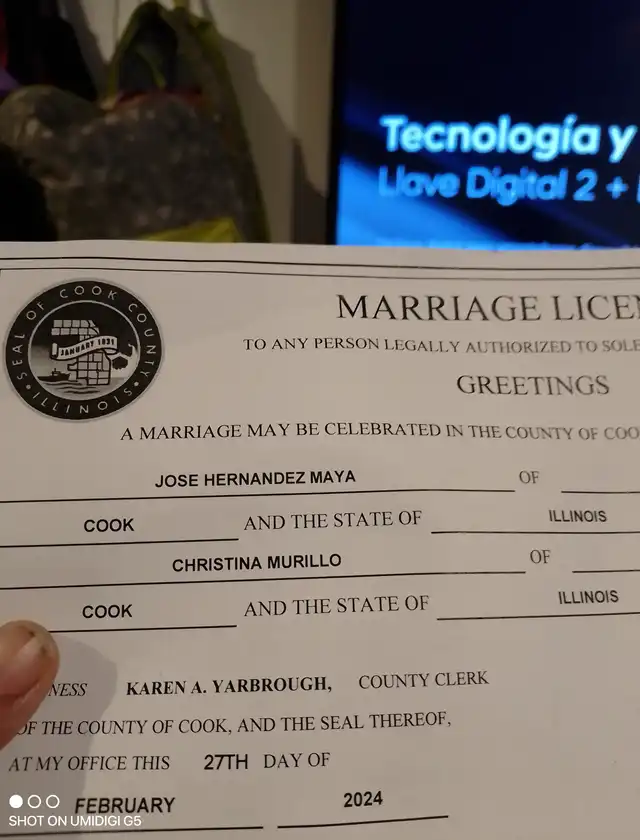 Tecnología y
Llave Digital 2 +
SEAL OF COOK COUNTY
JANUARY 1831
ILLINOIS
MARRIAGE LICEN
TO ANY PERSON LEGALLY AUTHORIZED TO SOLE
GREETINGS
A MARRIAGE MAY BE CELEBRATED IN THE COUNTY OF COO
JOSE HERNANDEZ MAYA OF
COOK AND THE STATE OF ILLINOIS
CHRISTINA MURILLO OF
COOK AND THE STATE OF ILLINOIS
NESS KAREN A. YARBROUGH, COUNTY CLERK
OF THE COUNTY OF COOK, AND THE SEAL THEREOF,
AT MY OFFICE THIS 27TH DAY OF
FEBRUARY 2024
SHOT ON UMIDIGI G5